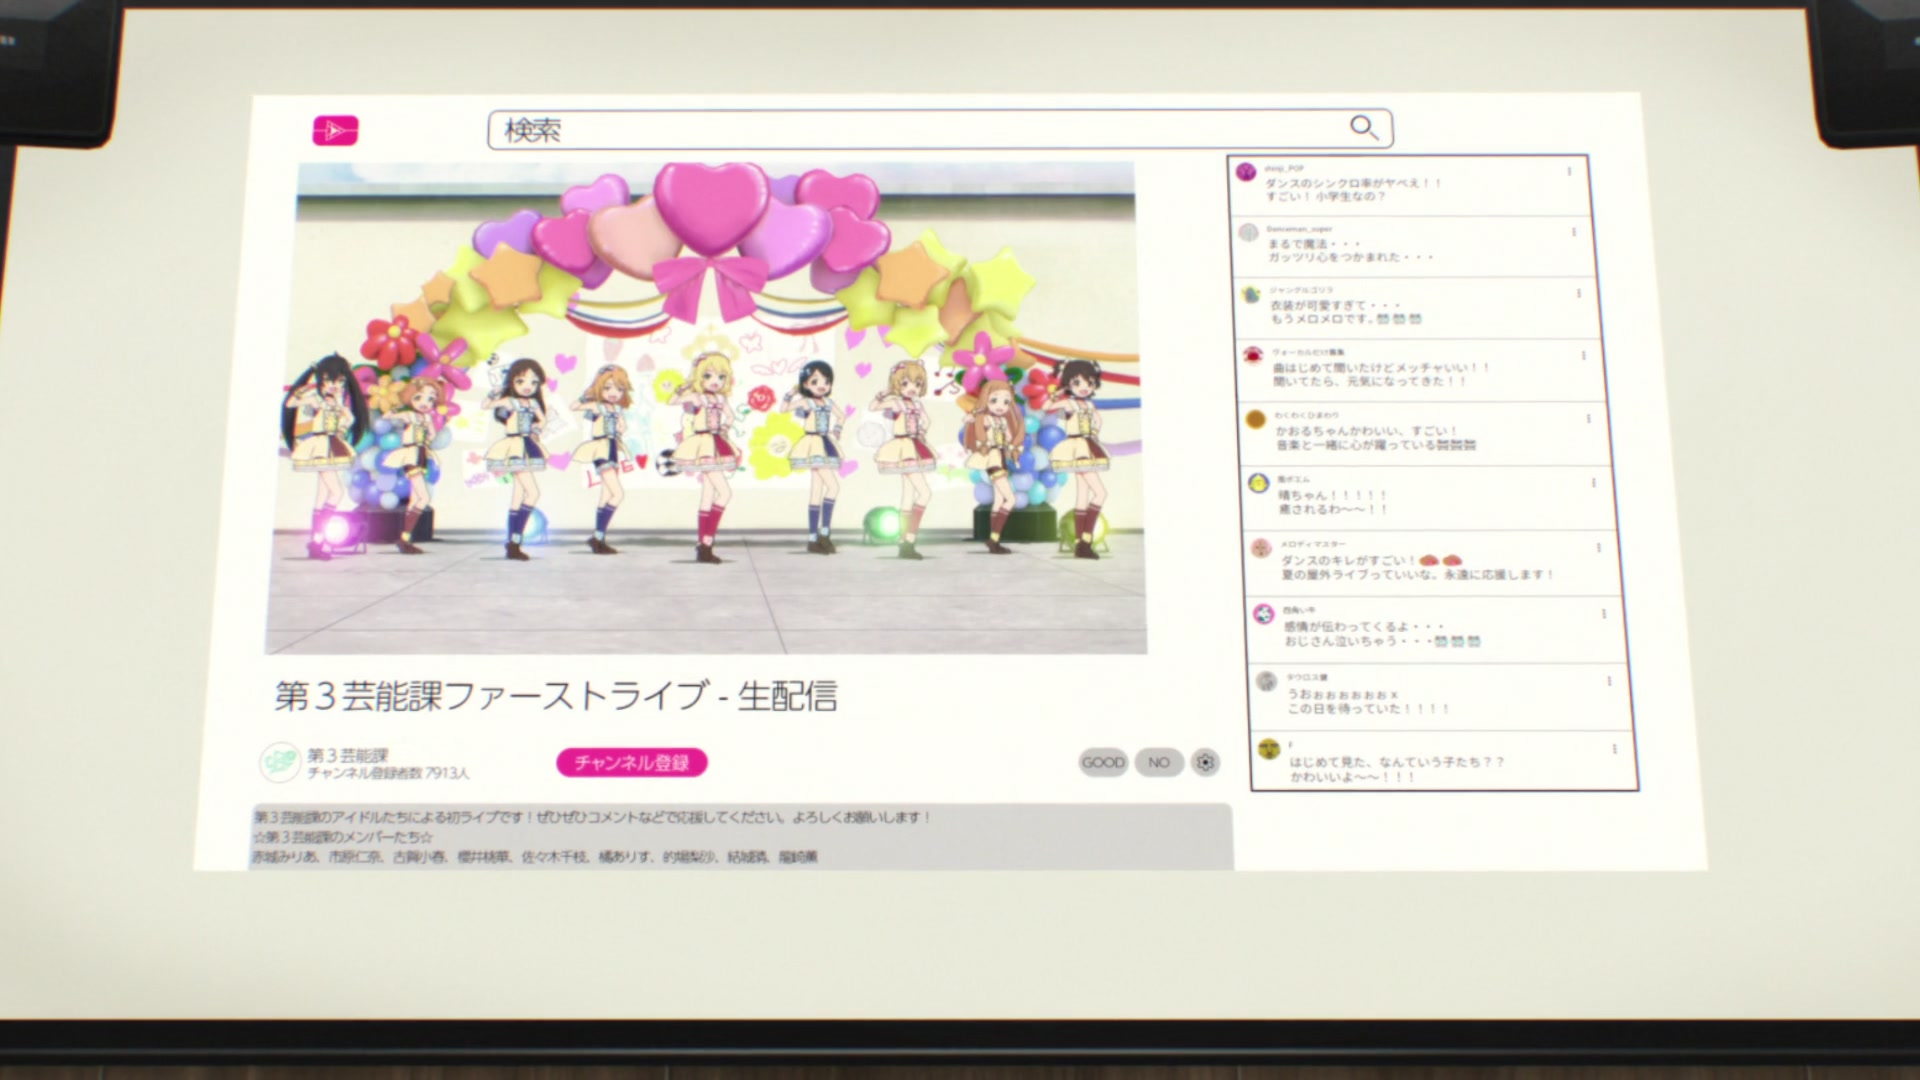 検索
第3芸能課ファーストライブ - 生配信
第3芸能課
チャンネル登録者数 7913人
チャンネル登録
GOOD
NO
第3芸能課のアイドルたちによる初ライブです！ぜひぜひコメントなどで応援してください。よろしくお願いします！
☆第3芸能課のメンバーたち☆
赤城みりあ、市原仁奈、古賀小春、櫻井桃華、佐々木千枝、橘ありす、的場梨沙、結城晴、龍崎薫
shinji_POP
ダンスのシンクロ率がヤベえ！！
すごい！小学生なの？
Danceman_super
まるで魔法・・・
ガッツリ心をつかまれた・・・
ジャングルゴリラ
衣装が可愛すぎて・・・
もうメロメロです。
ヴォーカルだけ募集
曲はじめて聞いたけどメッチャいい！！
聞いてたら、元気になってきた！！
わくわくひまわり
かおるちゃんかわいい、すごい！
音楽と一緒に心が躍っている
晴ちゃん！！！！！
癒されるわ〜〜！！
メロディマスター
ダンスのキレがすごい！
夏の屋外ライブっていいな。永遠に応援します！
四角い牛
感情が伝わってくるよ・・・
おじさん泣いちゃう・・・
うおぉぉぉぉぉぉｘ
この日を待っていた！！！！
F
はじめて見た、なんていう子たち？？
かわいいよ〜〜！！！
LOVE